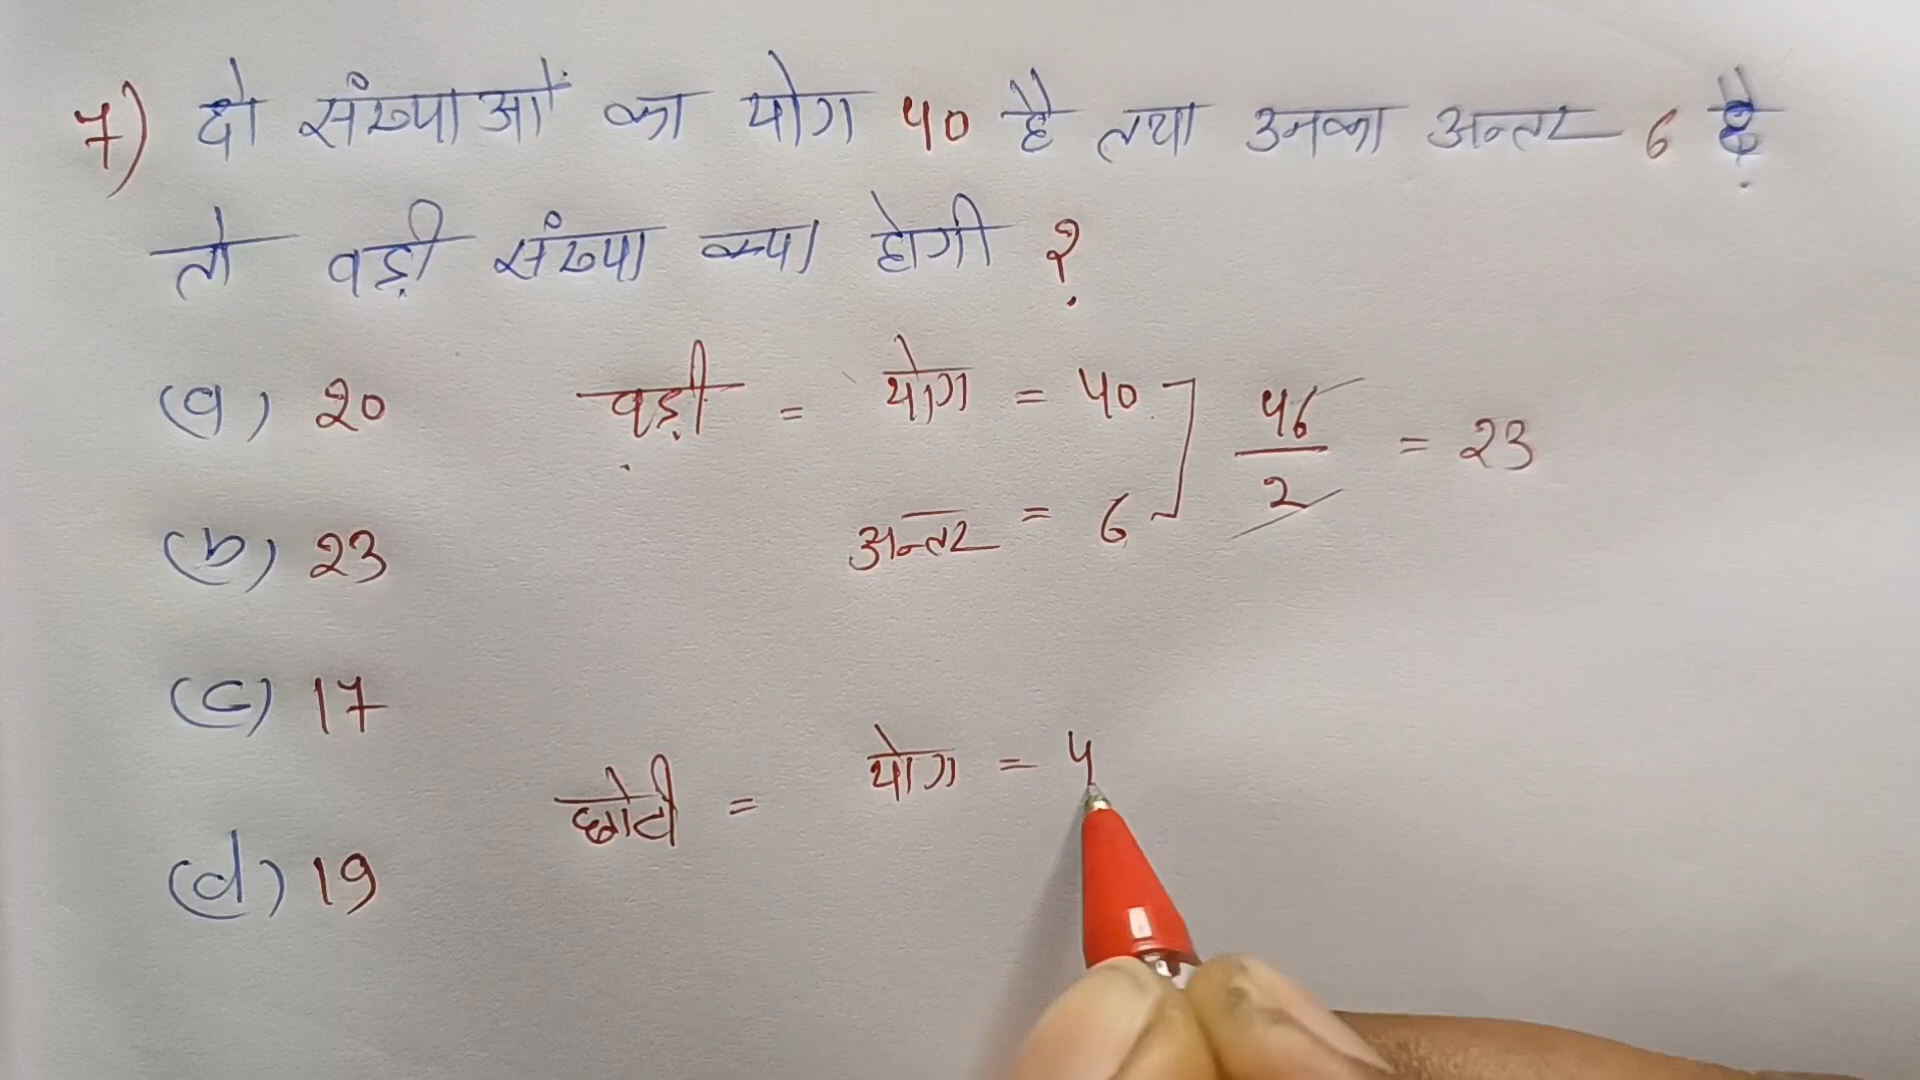 7) दो संख्याओं का योग 40 है तथा उनका अन्तर 6 है
तो बड़ी संख्या क्या होगी ?
(a) 20
बड़ी = योग = 40
46/2 = 23
अन्तर = 6
(b) 23
(c) 17
छोटी = योग = 4
(d) 19